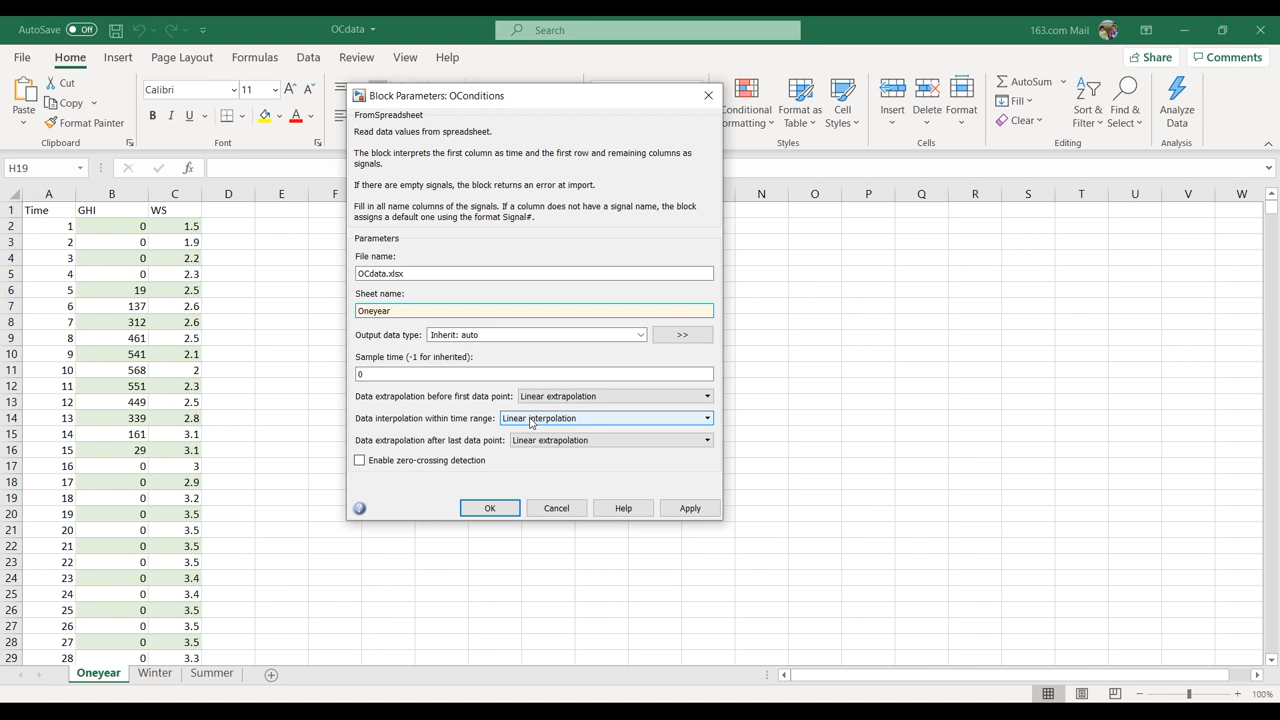 AutoSave Off OCdata Search 163.com Mail
File Home Insert Page Layout Formulas Data Review View Help Share Comments
Paste Cut Copy Format Painter Clipboard
Calibri 11 B I U A Font
Conditional Formatting Format as Table Cell Styles Styles
Insert Delete Format Cells
AutoSum Fill Clear Sort & Filter Find & Select Editing
Analyze Data Analysis
H19 fx
A B C D E F N O P Q R S T U V W
1 Time GHI WS
2 1 0 1.5
3 2 0 1.9
4 3 0 2.2
5 4 0 2.3
6 5 19 2.5
7 6 137 2.6
8 7 312 2.6
9 8 461 2.5
10 9 541 2.1
11 10 568 2
12 11 551 2.3
13 12 449 2.5
14 13 339 2.8
15 14 161 3.1
16 15 29 3.1
17 16 0 3
18 17 0 2.9
19 18 0 3.2
20 19 0 3.5
21 20 0 3.5
22 21 0 3.5
23 22 0 3.5
24 23 0 3.4
25 24 0 3.4
26 25 0 3.5
27 26 0 3.5
28 27 0 3.5
29 28 0 3.3
Block Parameters: OConditions
FromSpreadsheet
Read data values from spreadsheet.
The block interprets the first column as time and the first row and remaining columns as
signals.
If there are empty signals, the block returns an error at import.
Fill in all name columns of the signals. If a column does not have a signal name, the block
assigns a default one using the format Signal#.
Parameters
File name:
OCdata.xlsx
Sheet name:
Oneyear
Output data type: Inherit: auto >>
Sample time (-1 for inherited):
0
Data extrapolation before first data point: Linear extrapolation
Data interpolation within time range: Linear interpolation
Data extrapolation after last data point: Linear extrapolation
Enable zero-crossing detection
OK Cancel Help Apply
Oneyear Winter Summer
100%